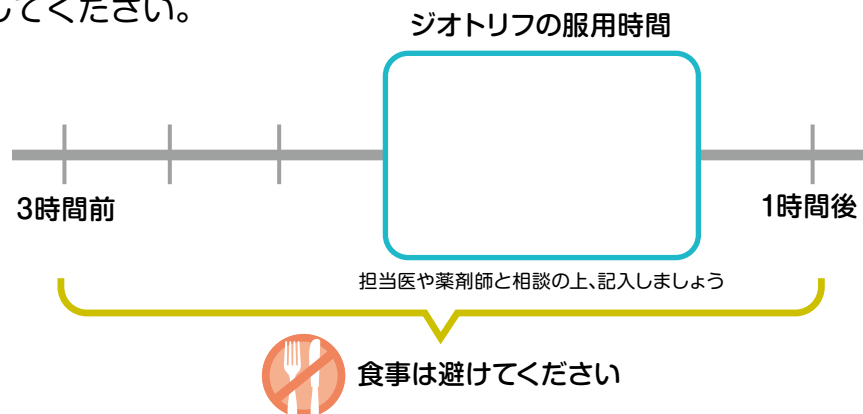 してください。
ジオトリフの服用時間
3時間前
1時間後
担当医や薬剤師と相談の上、記入しましょう
食事は避けてください